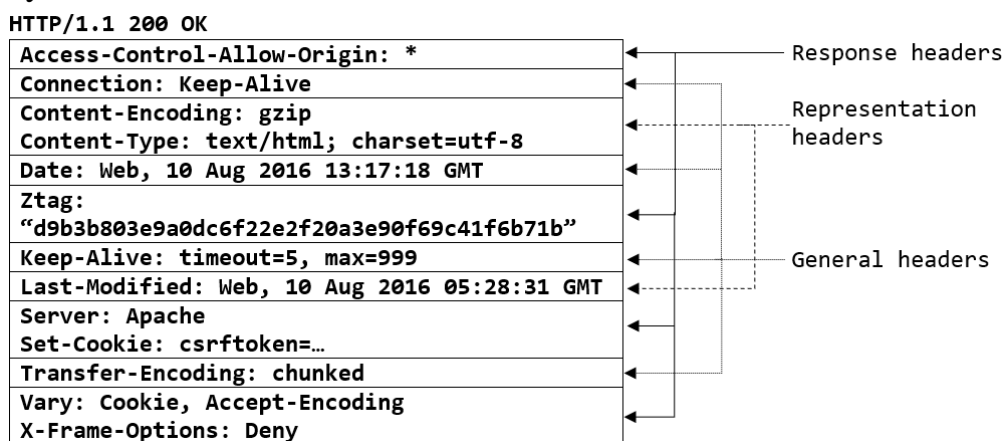 HTTP/1.1 200 OK
Access-Control-Allow-Origin: *
Connection: Keep-Alive
Content-Encoding: gzip
Content-Type: text/html; charset=utf-8
Date: Web, 10 Aug 2016 13:17:18 GMT
Ztag:
“d9b3b803e9a0dc6f22e2f20a3e90f69c41f6b71b”
Keep-Alive: timeout=5, max=999
Last-Modified: Web, 10 Aug 2016 05:28:31 GMT
Server: Apache
Set-Cookie: csrftoken=…
Transfer-Encoding: chunked
Vary: Cookie, Accept-Encoding
X-Frame-Options: Deny
Response headers
Representation
headers
General headers